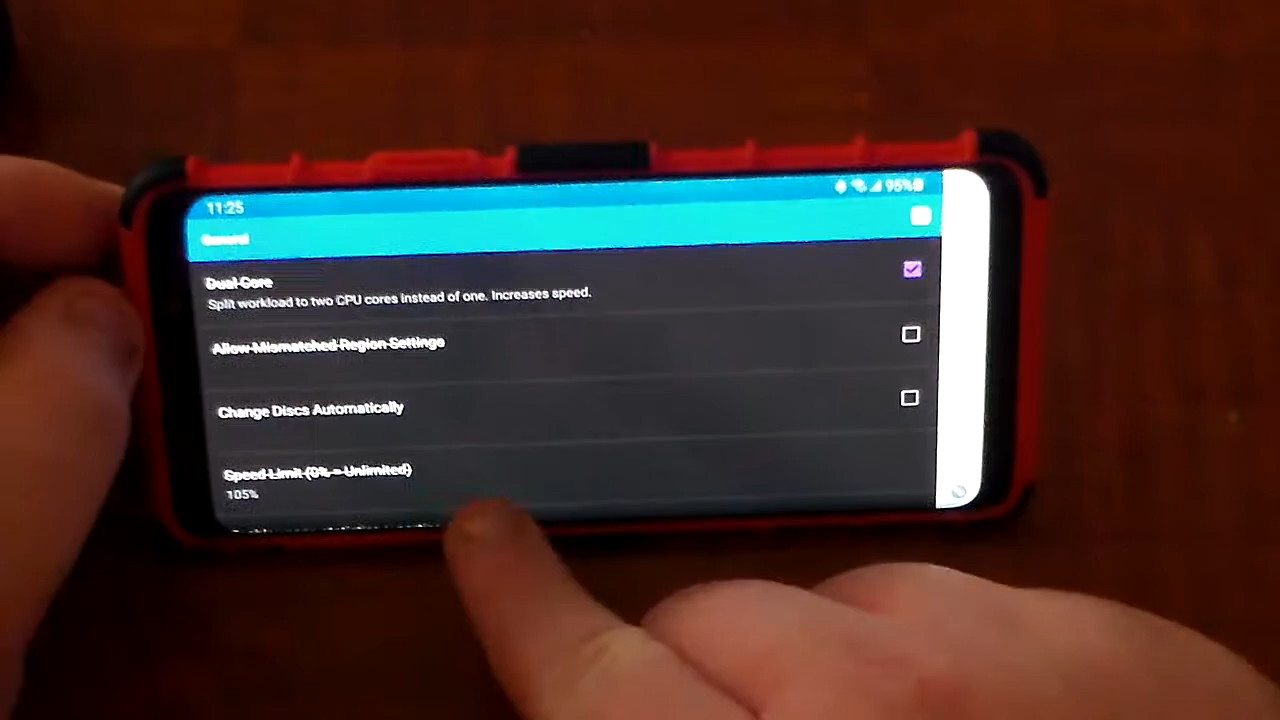 11:25
95%
General
Dual Core
Split workload to two CPU cores instead of one. Increases speed.
Allow Mismatched Region Settings
Change Discs Automatically
Speed Limit (0% = Unlimited)
105%